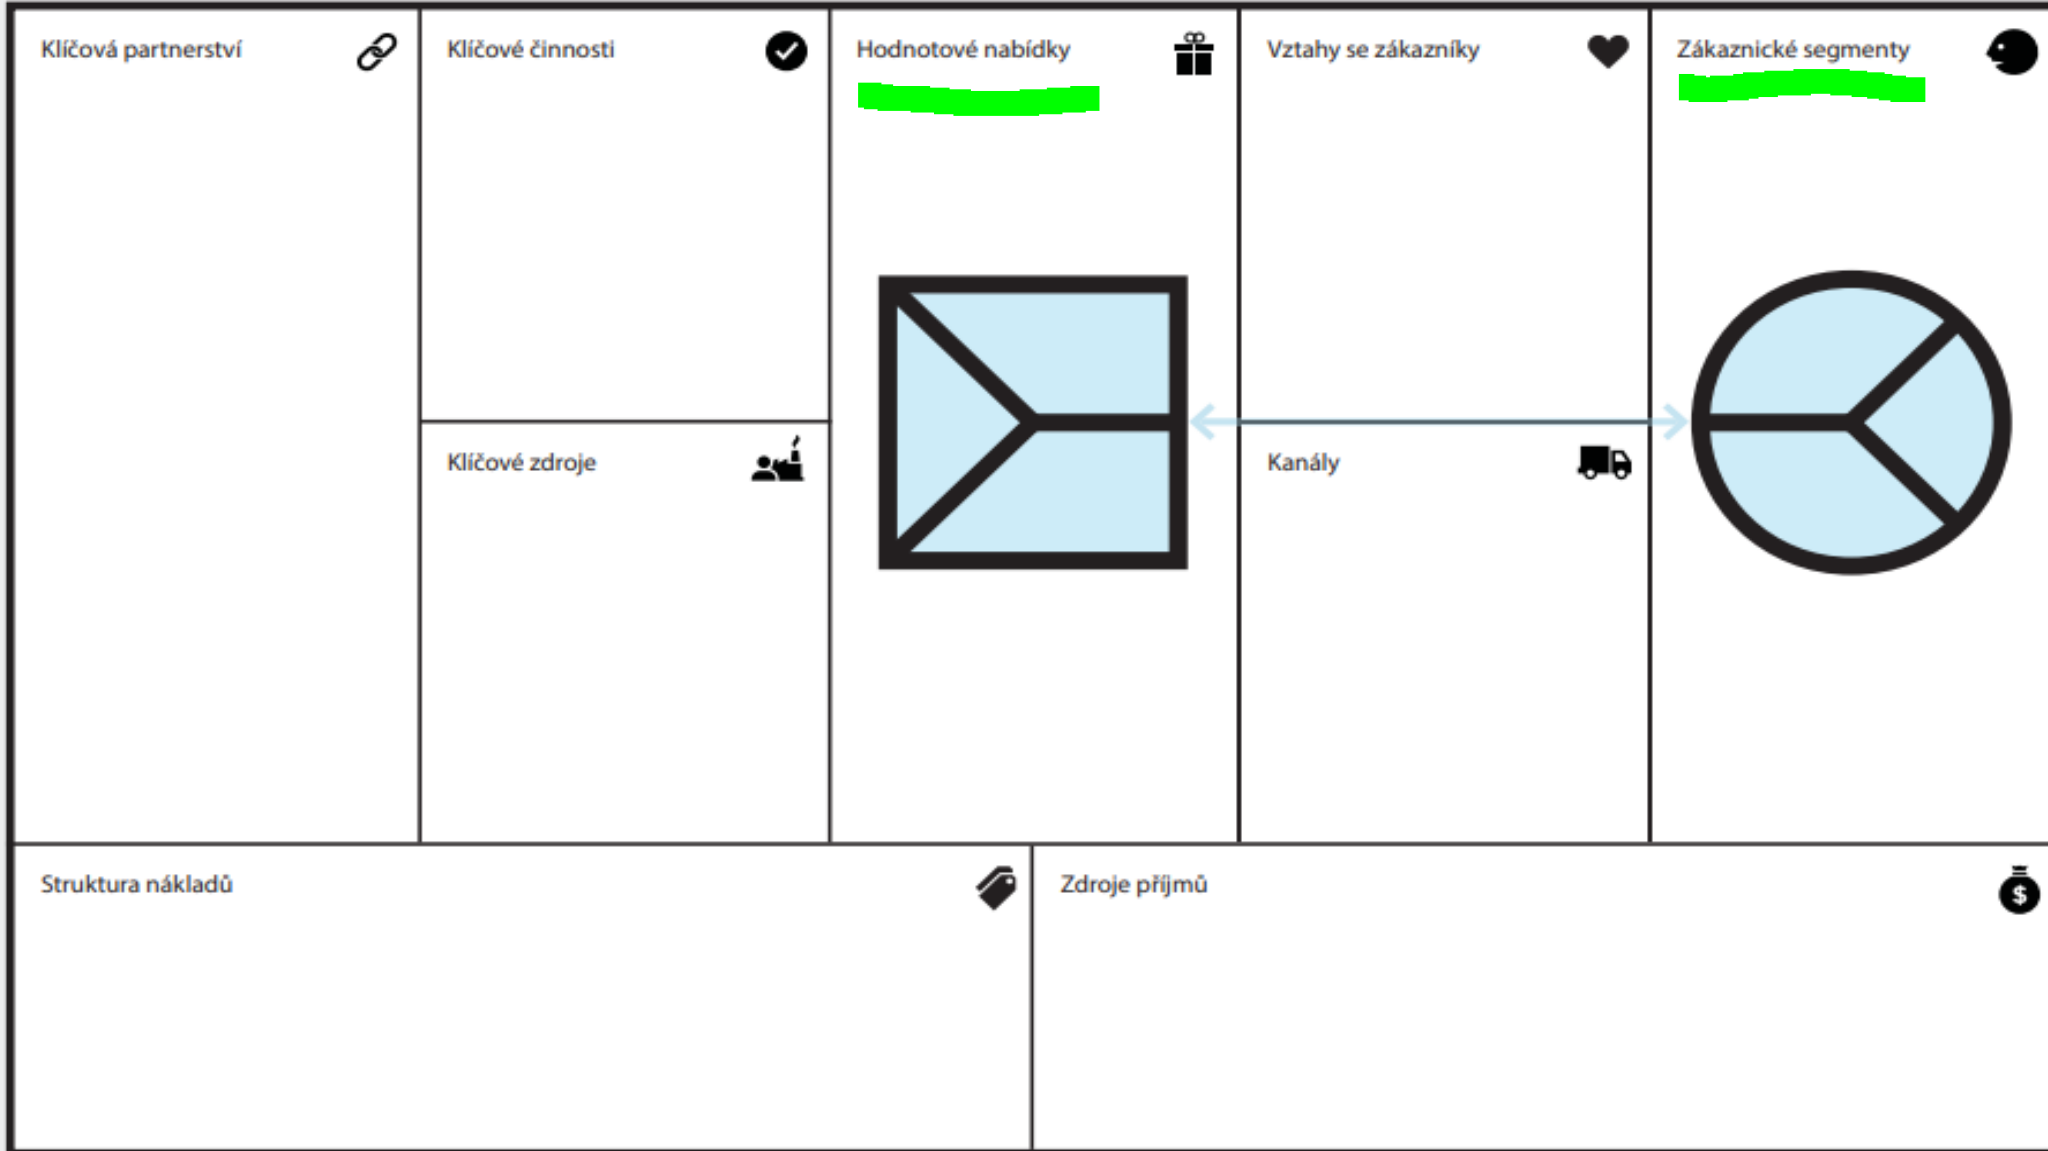 Klíčová partnerství
Klíčové činnosti
Hodnotové nabídky
Vztahy se zákazníky
Zákaznické segmenty
Klíčové zdroje
Kanály
Struktura nákladů
Zdroje příjmů
$